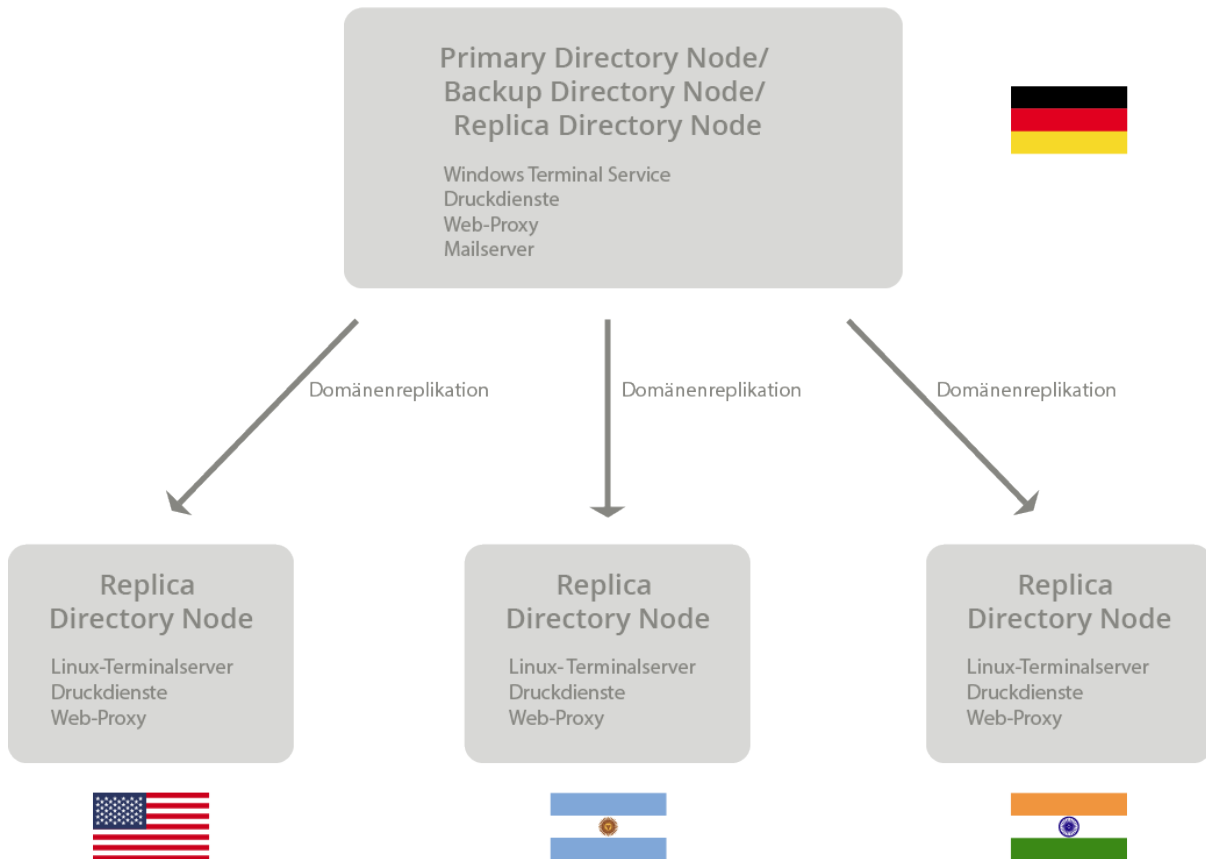 Primary Directory Node/
Backup Directory Node/
Replica Directory Node
Windows Terminal Service
Druckdienste
Web-Proxy
Mailserver
Domänenreplikation
Domänenreplikation
Domänenreplikation
Replica
Directory Node
Linux-Terminalserver
Druckdienste
Web-Proxy
Replica
Directory Node
Linux- Terminalserver
Druckdienste
Web-Proxy
Replica
Directory Node
Linux-Terminalserver
Druckdienste
Web-Proxy